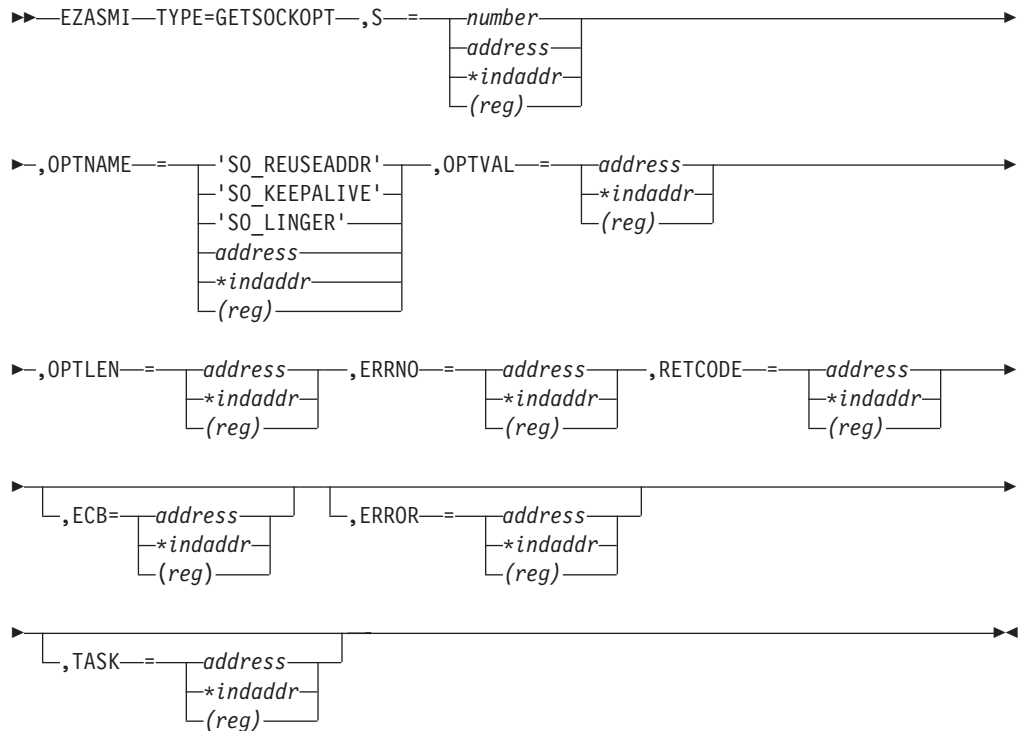 EZASMI TYPE=GETSOCKOPT ,S = number
address
*indaddr
(reg)
,OPTNAME = 'SO_REUSEADDR' ,OPTVAL = address
'SO_KEEPALIVE' *indaddr
'SO_LINGER' (reg)
address
*indaddr
(reg)
,OPTLEN = address ,ERRNO = address ,RETCODE = address
*indaddr *indaddr *indaddr
(reg) (reg) (reg)
,ECB= address ,ERROR = address
*indaddr *indaddr
(reg) (reg)
,TASK = address
*indaddr
(reg)